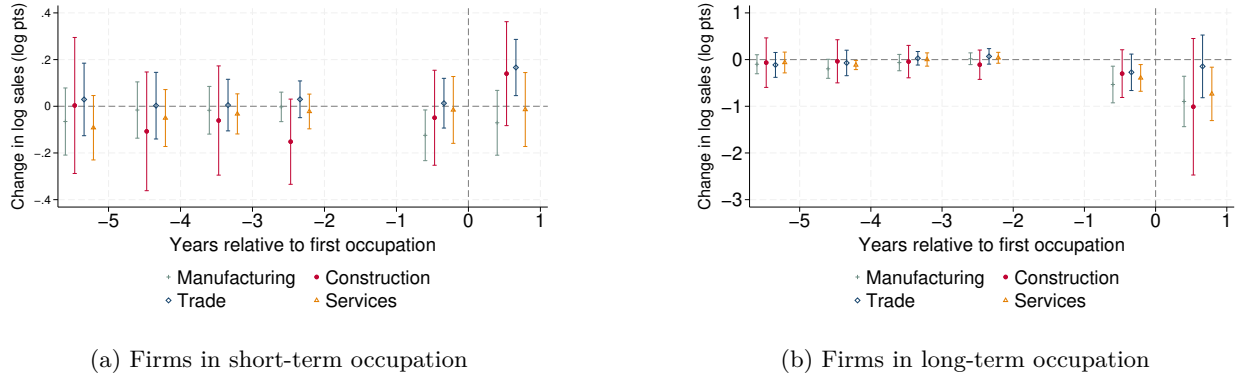 Change in log sales (log pts)
.4
.2
0
-.2
-.4
−5
−4
−3
−2
−1
0
1
Years relative to first occupation
Manufacturing
Construction
Trade
Services
(a) Firms in short-term occupation
Change in log sales (log pts)
1
0
−1
−2
−3
−5
−4
−3
−2
−1
0
1
Years relative to first occupation
Manufacturing
Construction
Trade
Services
(b) Firms in long-term occupation